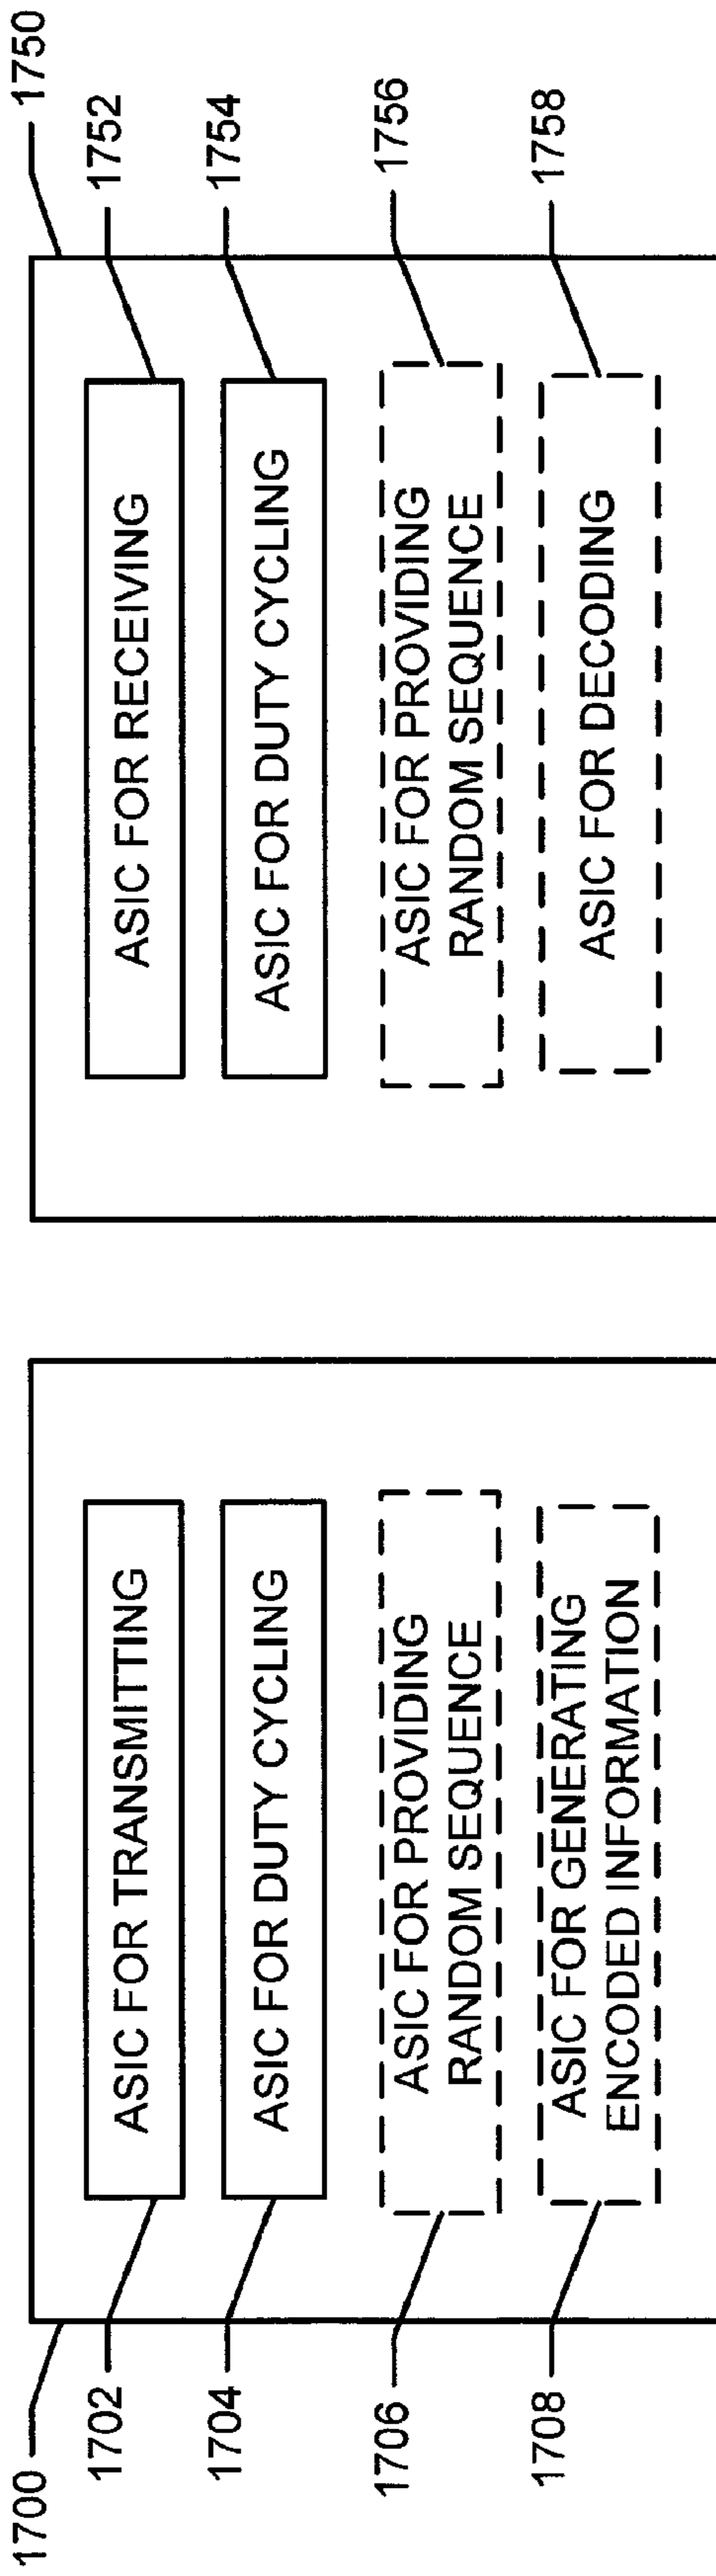 1700
1702
ASIC FOR TRANSMITTING
1704
ASIC FOR DUTY CYCLING
1706
ASIC FOR PROVIDING
RANDOM SEQUENCE
1708
ASIC FOR GENERATING
ENCODED INFORMATION
1750
ASIC FOR RECEIVING
1752
ASIC FOR DUTY CYCLING
1754
ASIC FOR PROVIDING
RANDOM SEQUENCE
1756
ASIC FOR DECODING
1758